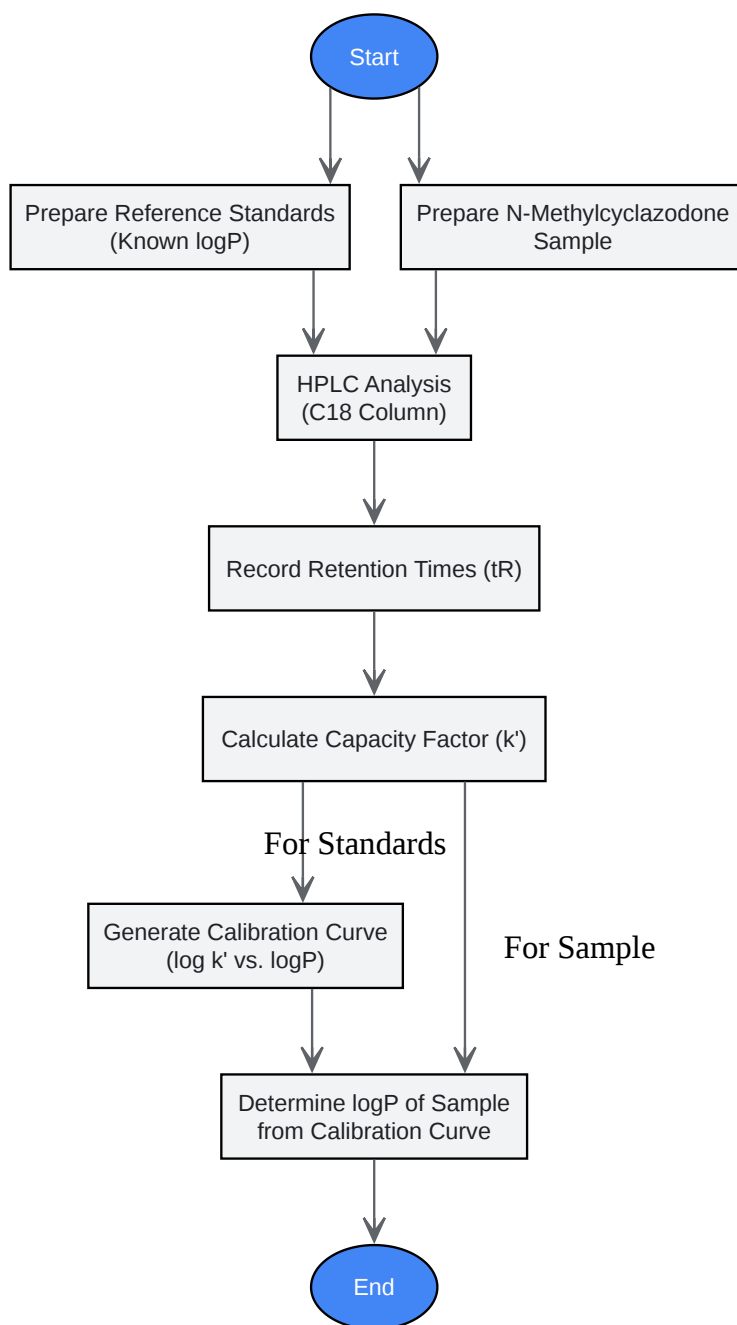 Start
Prepare Reference Standards
(Known logP)
Prepare N-Methylcyclazodone
Sample
HPLC Analysis
(C18 Column)
Record Retention Times (tR)
Calculate Capacity Factor (k')
For Standards
Generate Calibration Curve
(log k' vs. logP)
For Sample
Determine logP of Sample
from Calibration Curve
End